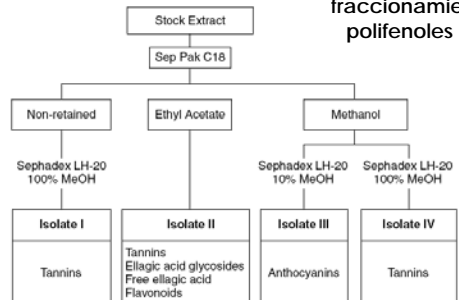 fraccionamie
polifenoles
Stock Extract
Sep Pak C18
Non-retained
Ethyl Acetate
Methanol
Sephadex LH-20
100% MeOH
Sephadex LH-20
10% MeOH
Sephadex LH-20
100% MeOH
Isolate I
Tannins
Isolate II
Tannins
Ellagic acid glycosides
Free ellagic acid
Flavonoids
Isolate III
Anthocyanins
Isolate IV
Tannins